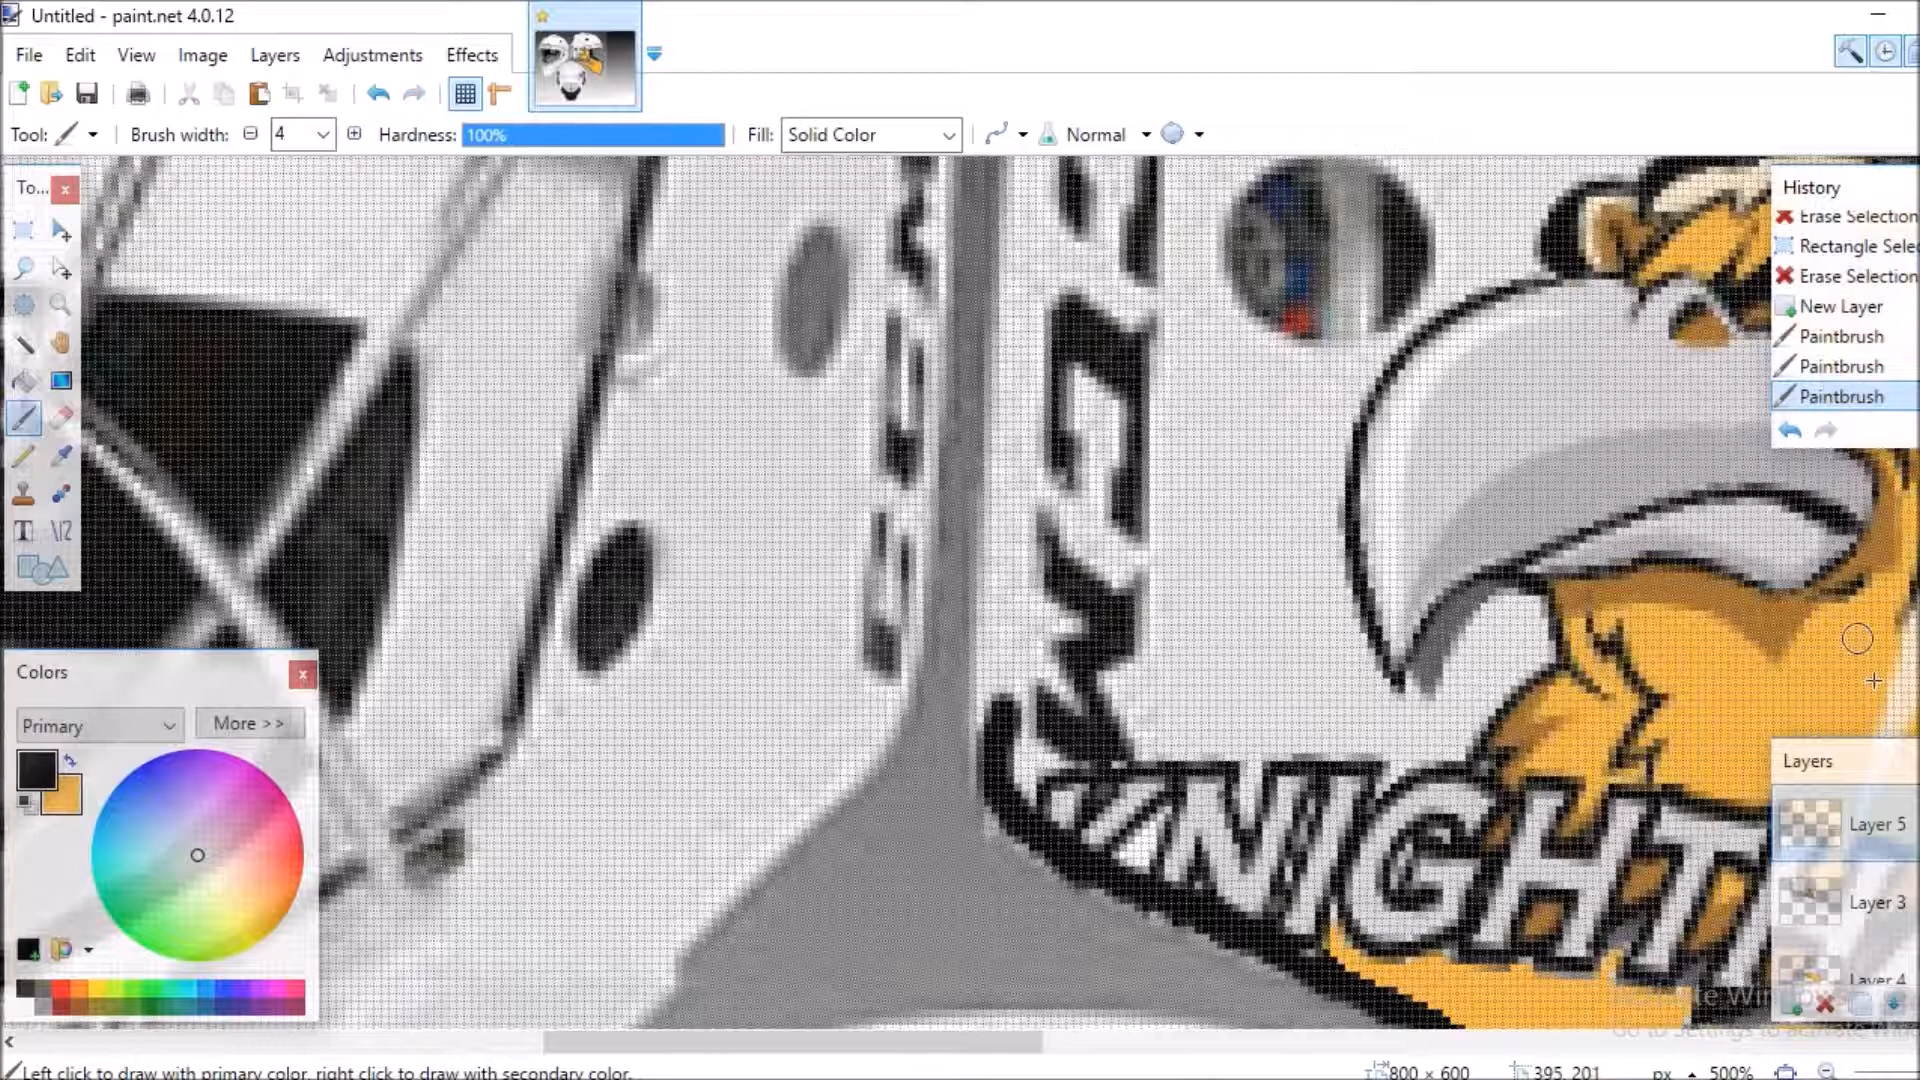 Untitled - paint.net 4.0.12
File Edit View Image Layers Adjustments Effects
Tool: Brush width: 4 Hardness: 100% Fill: Solid Color Normal
To...
History
Erase Selection
Rectangle Sele
Erase Selection
New Layer
Paintbrush
Paintbrush
Paintbrush
Colors
Primary More >>
NIGHT
Layers
Layer 5
Layer 3
Layer 4
Left click to draw with primary color, right click to draw with secondary color.
800 × 600 395, 201 px 500%